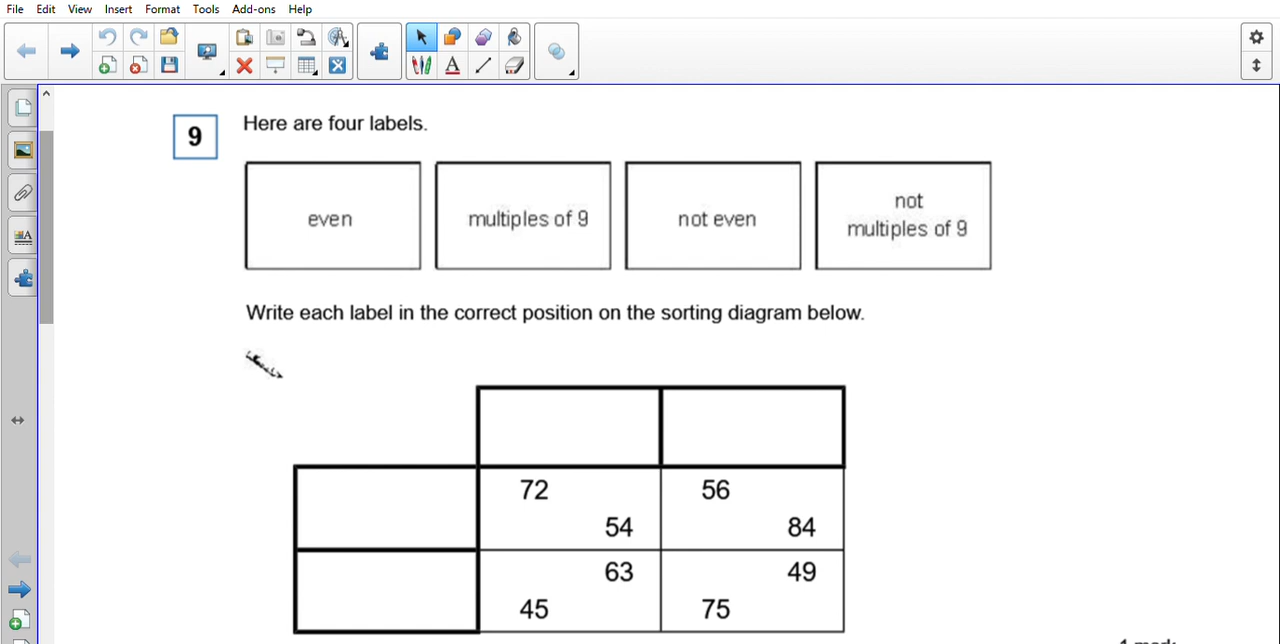 File Edit View Insert Format Tools Add-ons Help
9 Here are four labels.
even
multiples of 9
not even
not
multiples of 9
Write each label in the correct position on the sorting diagram below.
72 56
54 84
63 49
45 75